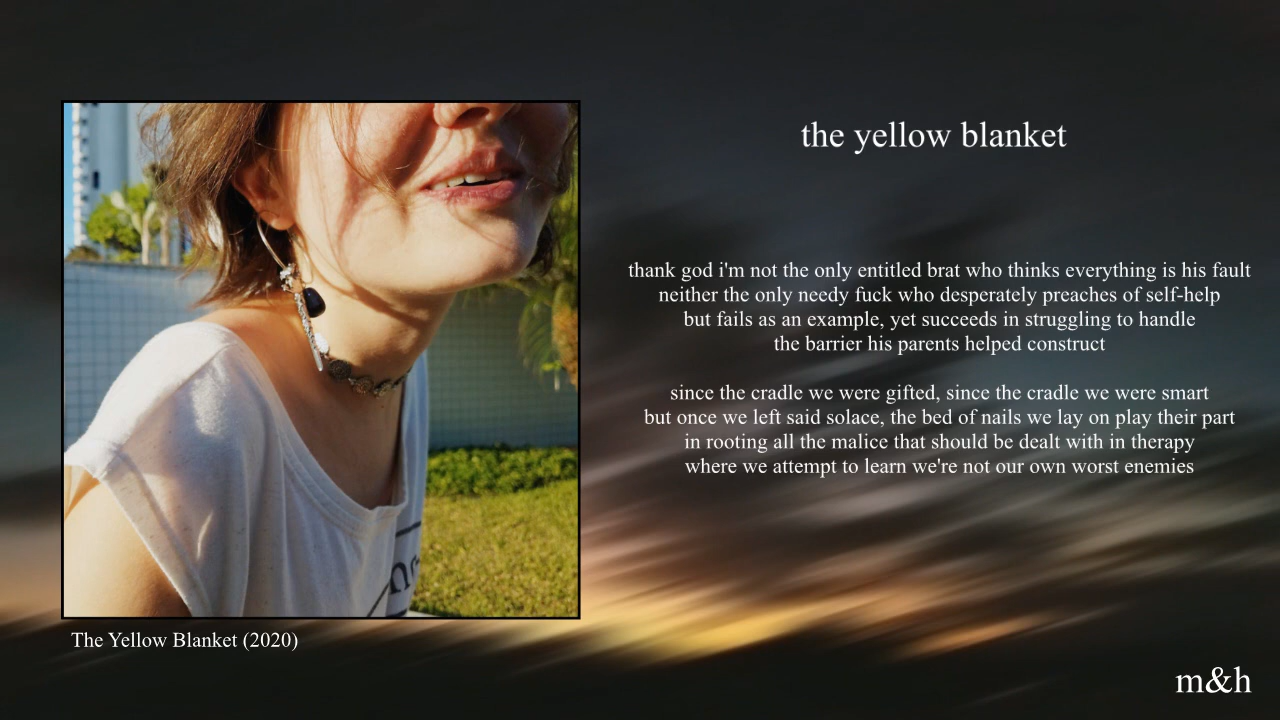 the yellow blanket
thank god i'm not the only entitled brat who thinks everything is his fault
neither the only needy fuck who desperately preaches of self-help
but fails as an example, yet succeeds in struggling to handle
the barrier his parents helped construct
since the cradle we were gifted, since the cradle we were smart
but once we left said solace, the bed of nails we lay on play their part
in rooting all the malice that should be dealt with in therapy
where we attempt to learn we're not our own worst enemies
The Yellow Blanket (2020)
m&h